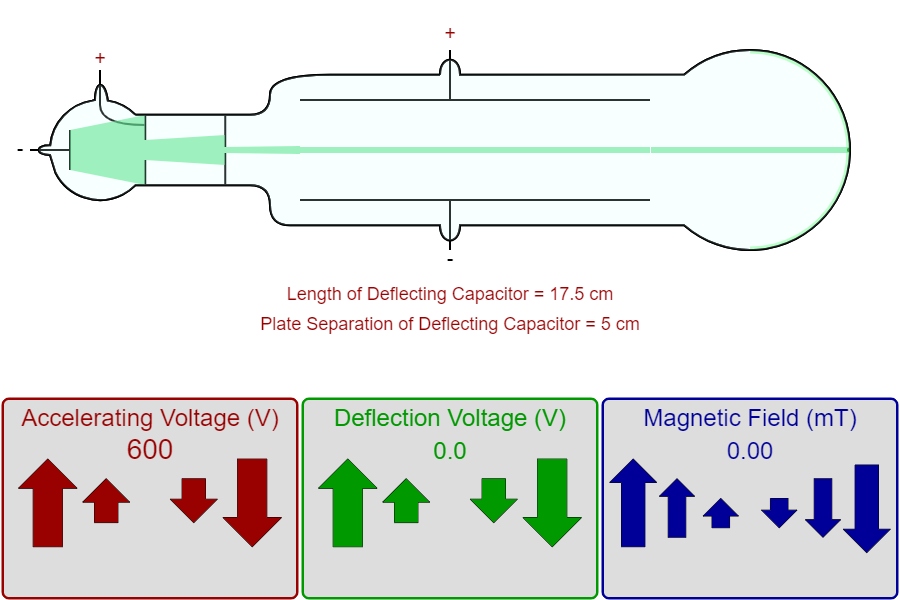 +
+
-
-
Length of Deflecting Capacitor = 17.5 cm
Plate Separation of Deflecting Capacitor = 5 cm
Accelerating Voltage (V)
600
Deflection Voltage (V)
0.0
Magnetic Field (mT)
0.00